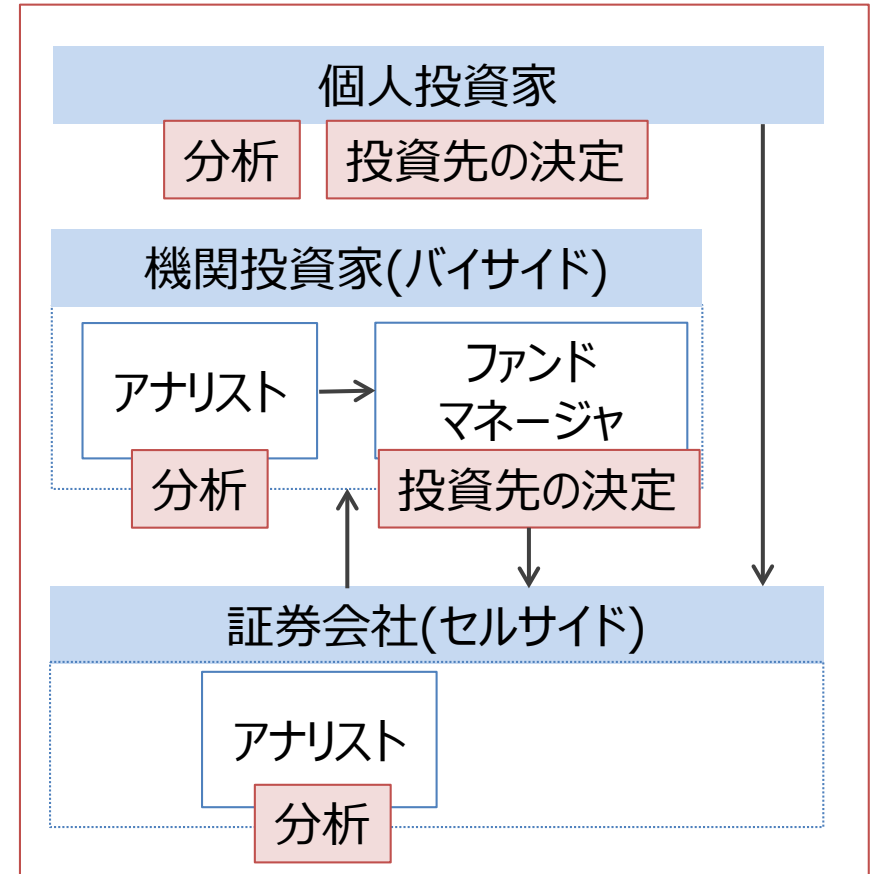 個人投資家
分析
投資先の決定
機関投資家(バイサイド)
アナリスト
ファンド
マネージャ
分析
投資先の決定
証券会社(セルサイド)
アナリスト
分析